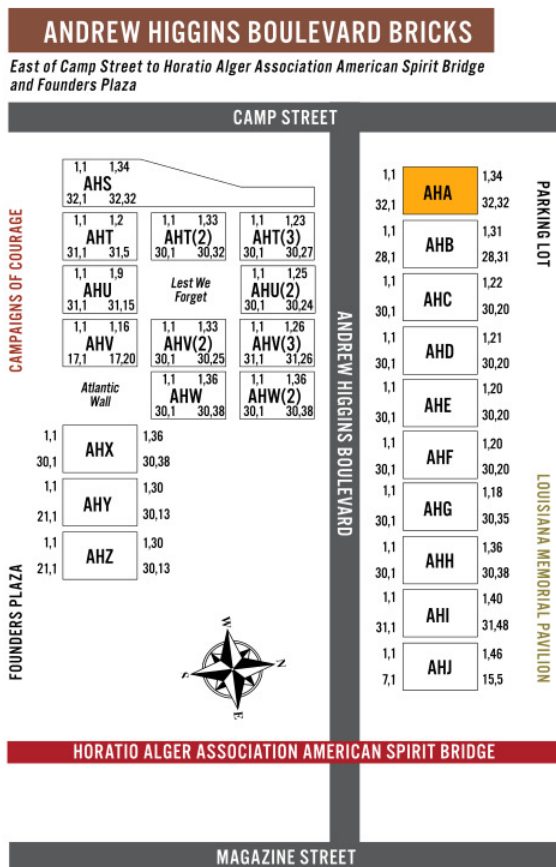 ANDREW HIGGINS BOULEVARD BRICKS
East of Camp Street to Horatio Alger Association American Spirit Bridge
and Founders Plaza
CAMP STREET
1,1 1,34
AHS
32,1 32,32
1,1 1,2
AHT
31,1 31,5
1,1 1,33
AHT(2)
30,1 30,32
1,1 1,23
AHT(3)
30,1 30,27
1,1 1,9
AHU
31,1 31,15
Lest We
Forget
1,1 1,25
AHU(2)
30,1 30,24
1,1 1,16
AHV
17,1 17,20
1,1 1,33
AHV(2)
30,1 30,25
1,1 1,26
AHV(3)
31,1 31,26
Atlantic
Wall
1,1 1,36
AHW
30,1 30,38
1,1 1,36
AHW(2)
30,1 30,38
1,1 1,36
AHX
30,1 30,38
1,1 1,30
AHY
21,1 30,13
1,1 1,30
AHZ
21,1 30,13
CAMPAIGNS OF COURAGE
FOUNDERS PLAZA
W
N
E
ANDREW HIGGINS BOULEVARD
1,1 1,34
AHA
32,1 32,32
1,1 1,31
AHB
28,1 28,31
1,1 1,22
AHC
30,1 30,20
1,1 1,21
AHD
30,1 30,20
1,1 1,20
AHE
30,1 30,20
1,1 1,20
AHF
30,1 30,20
1,1 1,18
AHG
30,1 30,35
1,1 1,36
AHH
30,1 30,38
1,1 1,40
AHI
31,1 31,48
1,1 1,46
AHJ
7,1 15,5
PARKING LOT
LOUISIANA MEMORIAL PAVILION
HORATIO ALGER ASSOCIATION AMERICAN SPIRIT BRIDGE
MAGAZINE STREET